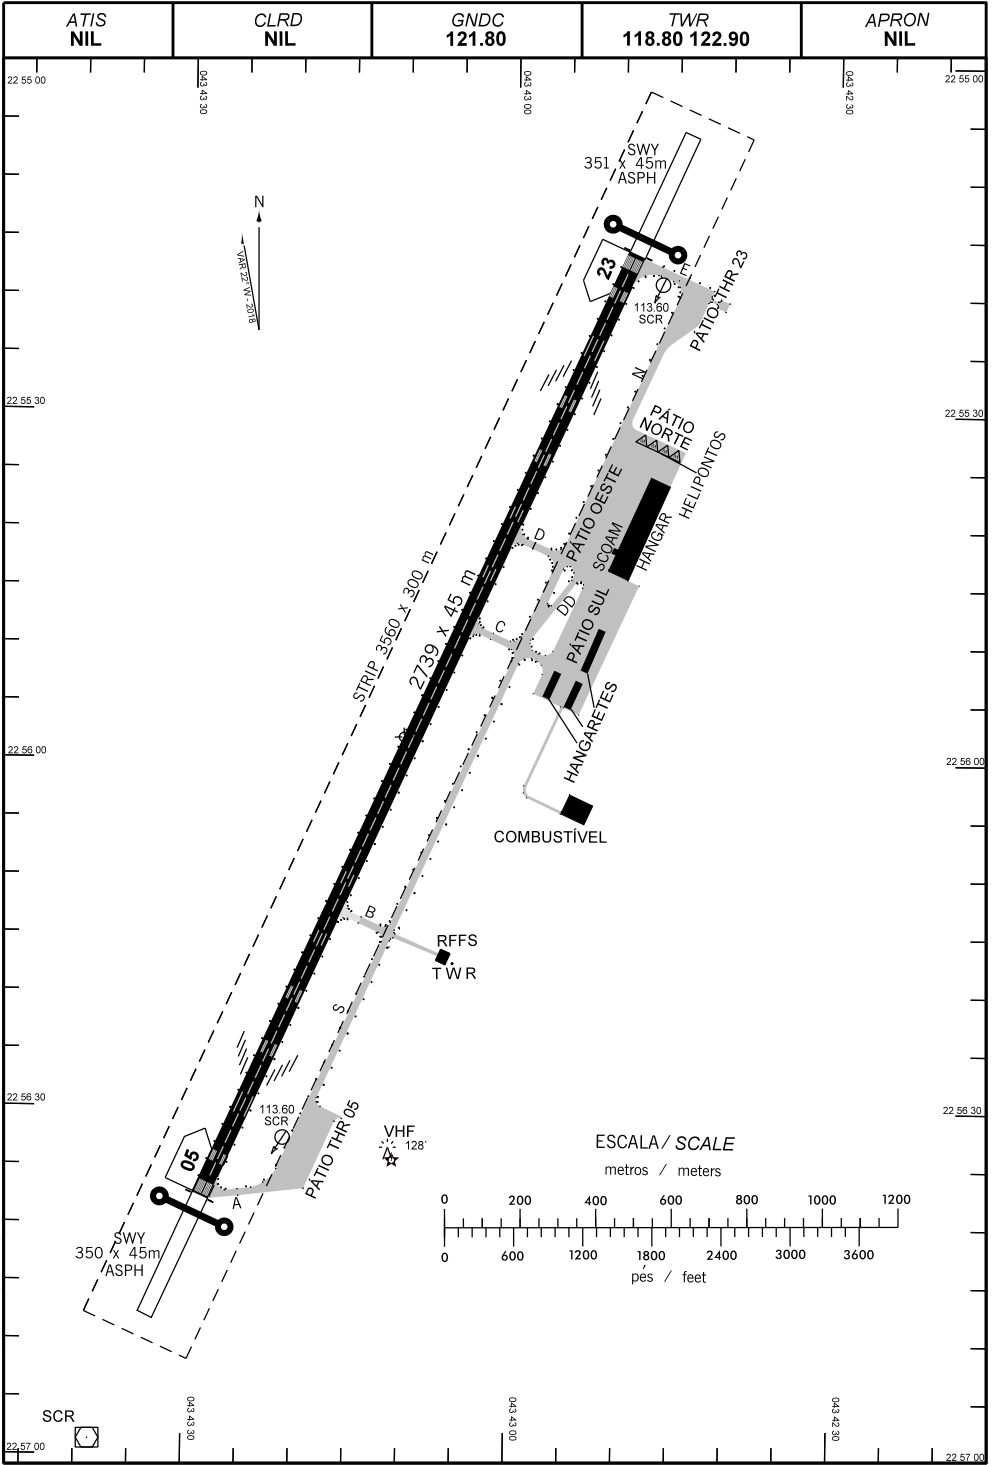 ATIS
NIL
CLRD
NIL
GNDC
121.80
TWR
118.80 122.90
APRON
NIL
22 55 00
043 43 30
043 43 00
043 42 30
22 55 00
SWY
351 x 45m
ASPH
N
VAR 22° W - 2018
23
E
113.60
SCR
PÁTIO THR 23
N
22 55 30
22 55 30
PÁTIO
NORTE
HELIPONTOS
PÁTIO OESTE
SCOAM
HANGAR
D
DD
C
PÁTIO SUL
STRIP 3560 x 300 m
2739 x 45 m
HANGARETES
22 56 00
22 56 00
COMBUSTÍVEL
B
RFFS
TWR
S
22 56 30
22 56 30
113.60
SCR
PÁTIO THR 05
VHF
128'
05
A
SWY
350 x 45m
ASPH
ESCALA / SCALE
metros / meters
0 200 400 600 800 1000 1200
0 600 1200 1800 2400 3000 3600
pés / feet
SCR
22 57 00
043 43 30
043 43 00
043 42 30
22 57 00